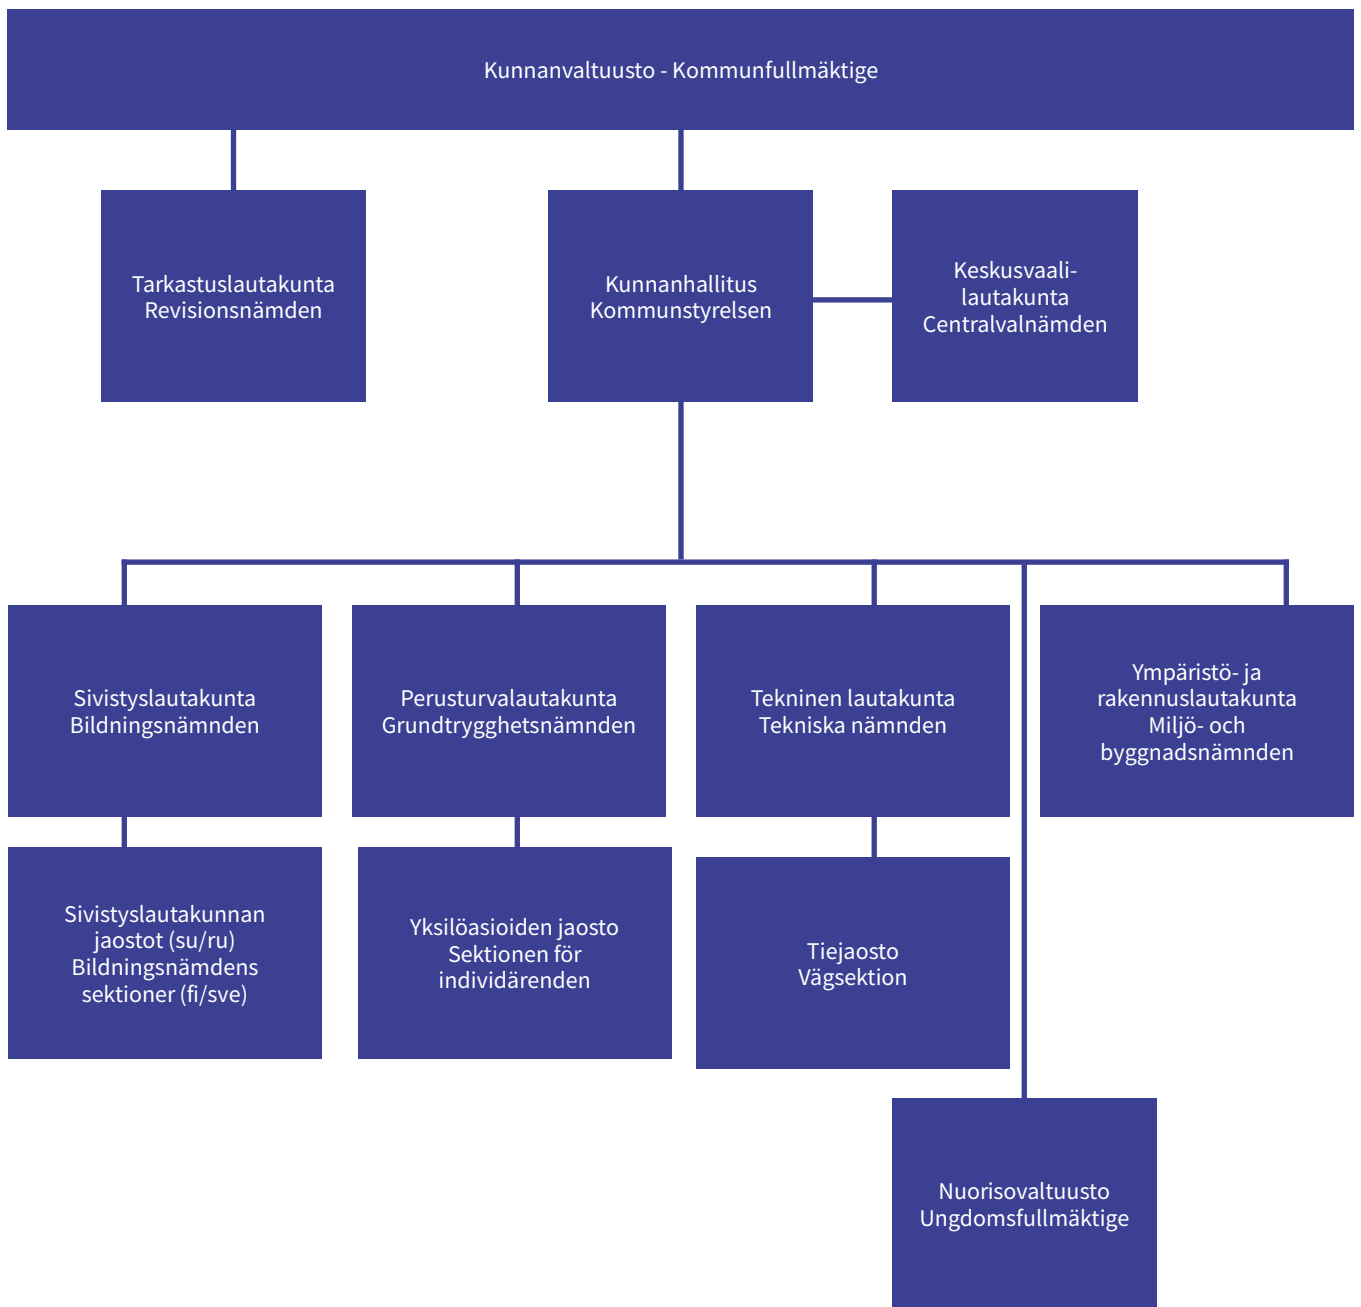 Kunnanvaltuusto - Kommunfullmäktige
Tarkastuslautakunta
Revisionsnämden
Kunnanhallitus
Kommunstyrelsen
Keskusvaali-
lautakunta
Centralvalnämden
Sivistyslautakunta
Bildningsnämnden
Perusturvalautakunta
Grundtrygghetsnämnden
Tekninen lautakunta
Tekniska nämnden
Ympäristö- ja
rakennuslautakunta
Miljö- och
byggnadsnämnden
Sivistyslautakunnan
jaostot (su/ru)
Bildningsnämdens
sektioner (fi/sve)
Yksilöasioiden jaosto
Sektionen för
individärenden
Tiejaosto
Vägsektion
Nuorisovaltuusto
Ungdomsfullmäktige